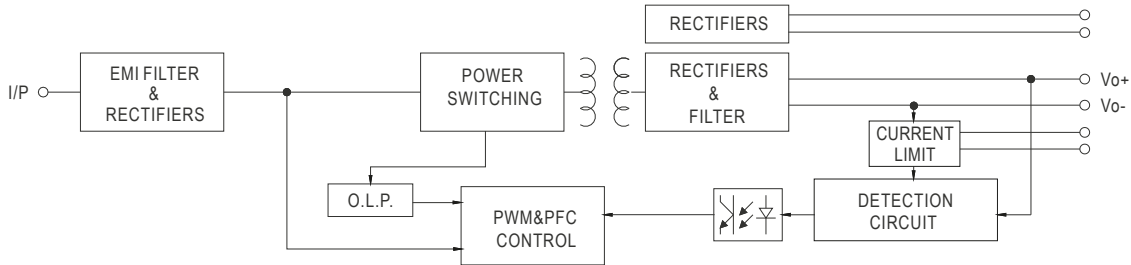 RECTIFIERS
EMI FILTER
&
RECTIFIERS
POWER
SWITCHING
RECTIFIERS
&
FILTER
I/P
Vo+
Vo-
CURRENT
LIMIT
O.L.P.
PWM&PFC
CONTROL
DETECTION
CIRCUIT